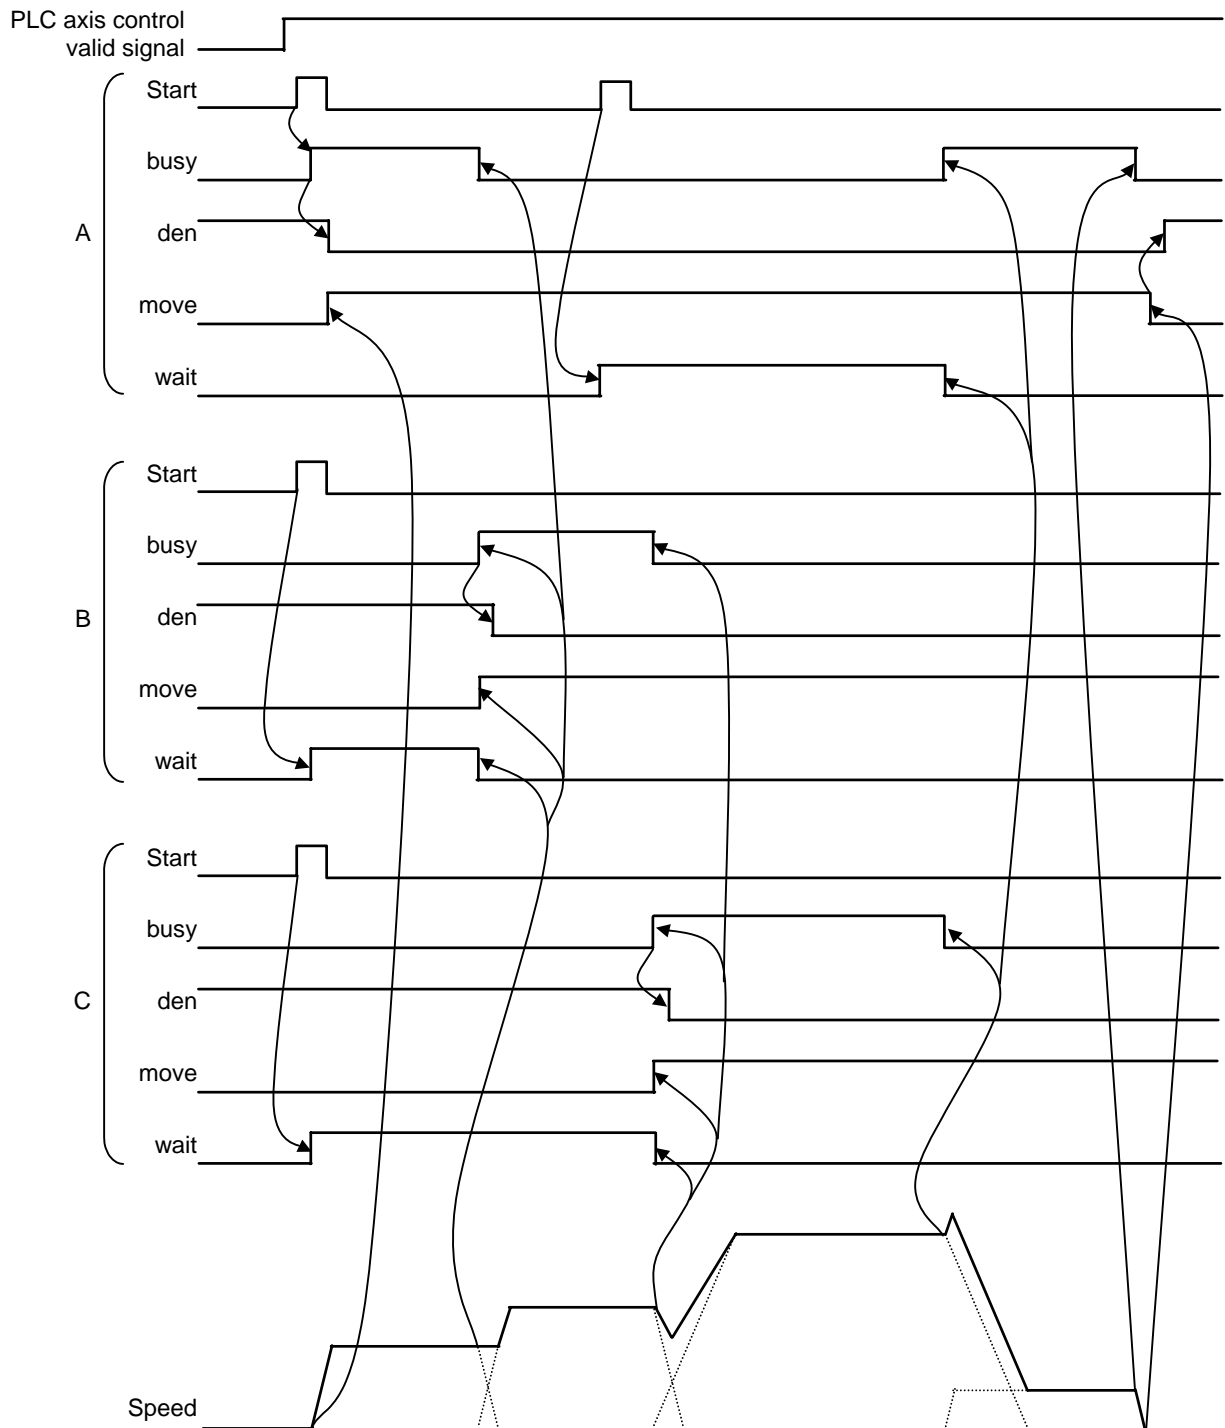 PLC axis control
valid signal
A
Start
busy
den
move
wait
B
Start
busy
den
move
wait
C
Start
busy
den
move
wait
Speed